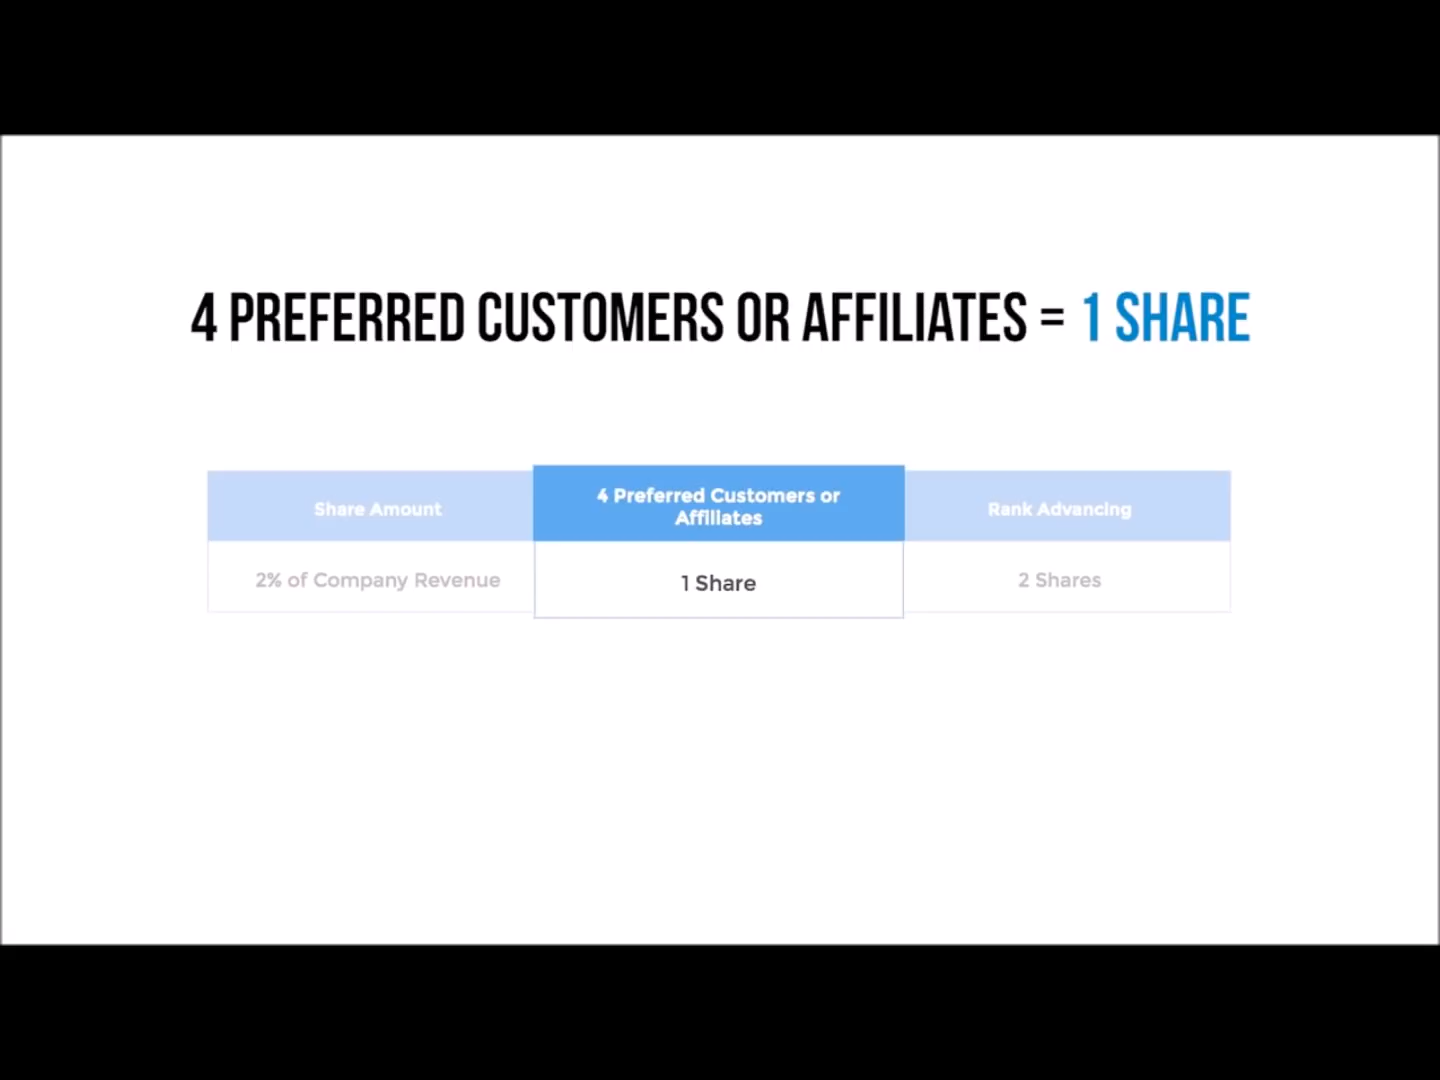 4 PREFERRED CUSTOMERS OR AFFILIATES = 1 SHARE
Share Amount
4 Preferred Customers or
Affiliates
Rank Advancing
2% of Company Revenue
1 Share
2 Shares